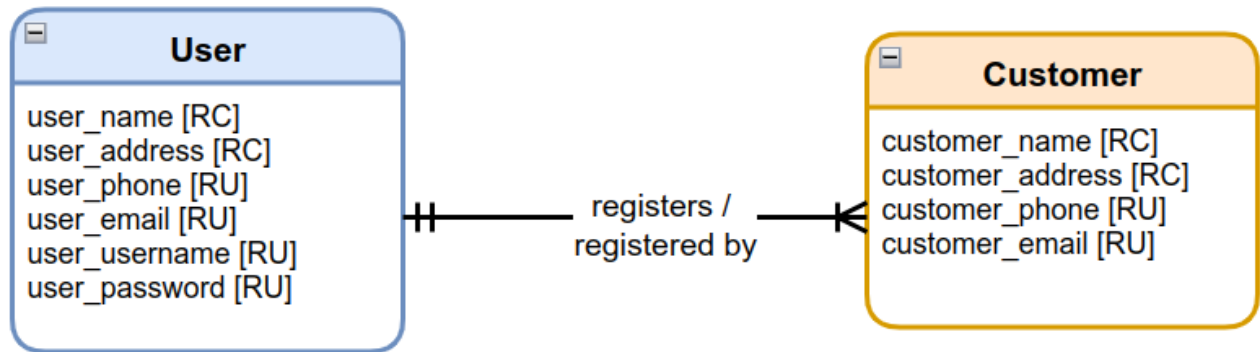 User
user_name [RC]
user_address [RC]
user_phone [RU]
user_email [RU]
user_username [RU]
user_password [RU]
registers /
registered by
Customer
customer_name [RC]
customer_address [RC]
customer_phone [RU]
customer_email [RU]